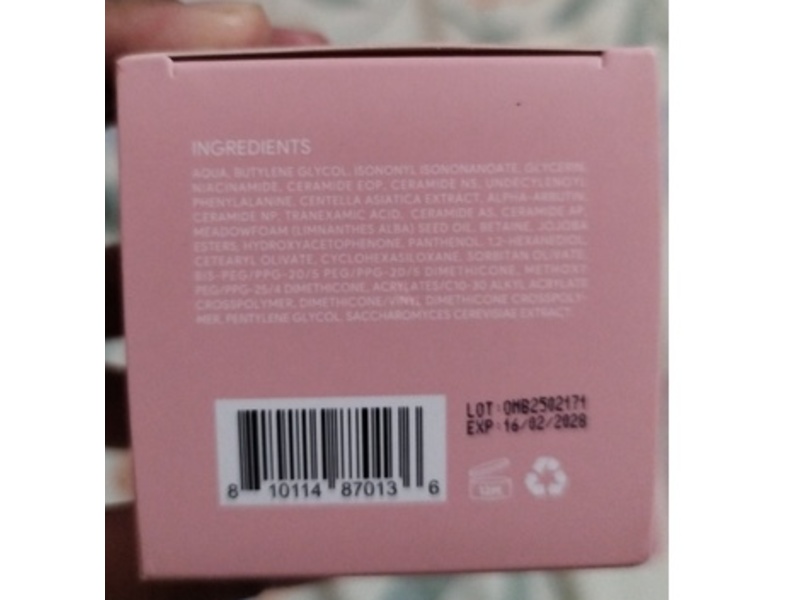 INGREDIENTS
AQUA, BUTYLENE GLYCOL, ISONONYL ISONONANOATE, GLYCERIN,
NIACINAMIDE, CERAMIDE EOP, CERAMIDE NS, UNDECYLENOYL
PHENYLALANINE, CENTELLA ASIATICA EXTRACT, ALPHA-ARBUTIN,
CERAMIDE NP, TRANEXAMIC ACID, CERAMIDE AS, CERAMIDE AP,
MEADOWFOAM (LIMNANTHES ALBA) SEED OIL, BETAINE, JOJOBA
ESTERS, HYDROXYACETOPHENONE, PANTHENOL, 1,2-HEXANEDIOL,
CETEARYL OLIVATE, CYCLOHEXASILOXANE, SORBITAN OLIVATE,
BIS-PEG/PPG-20/5 PEG/PPG-20/5 DIMETHICONE, METHOXY
PEG/PPG-25/4 DIMETHICONE, ACRYLATES/C10-30 ALKYL ACRYLATE
CROSSPOLYMER, DIMETHICONE/VINYL DIMETHICONE CROSSPOLY-
MER, PENTYLENE GLYCOL, SACCHAROMYCES CEREVISIAE EXTRACT.
LOT:OMB2502171
EXP:16/02/2028
8 10114 87013 6
12M